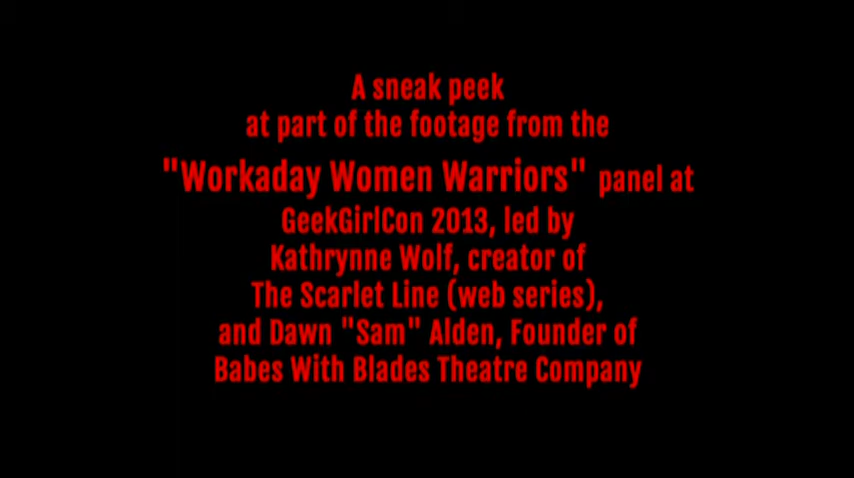 A sneak peek
at part of the footage from the
"Workaday Women Warriors" panel at
GeekGirlCon 2013, led by
Kathrynne Wolf, creator of
The Scarlet Line (web series),
and Dawn "Sam" Alden, Founder of
Babes With Blades Theatre Company